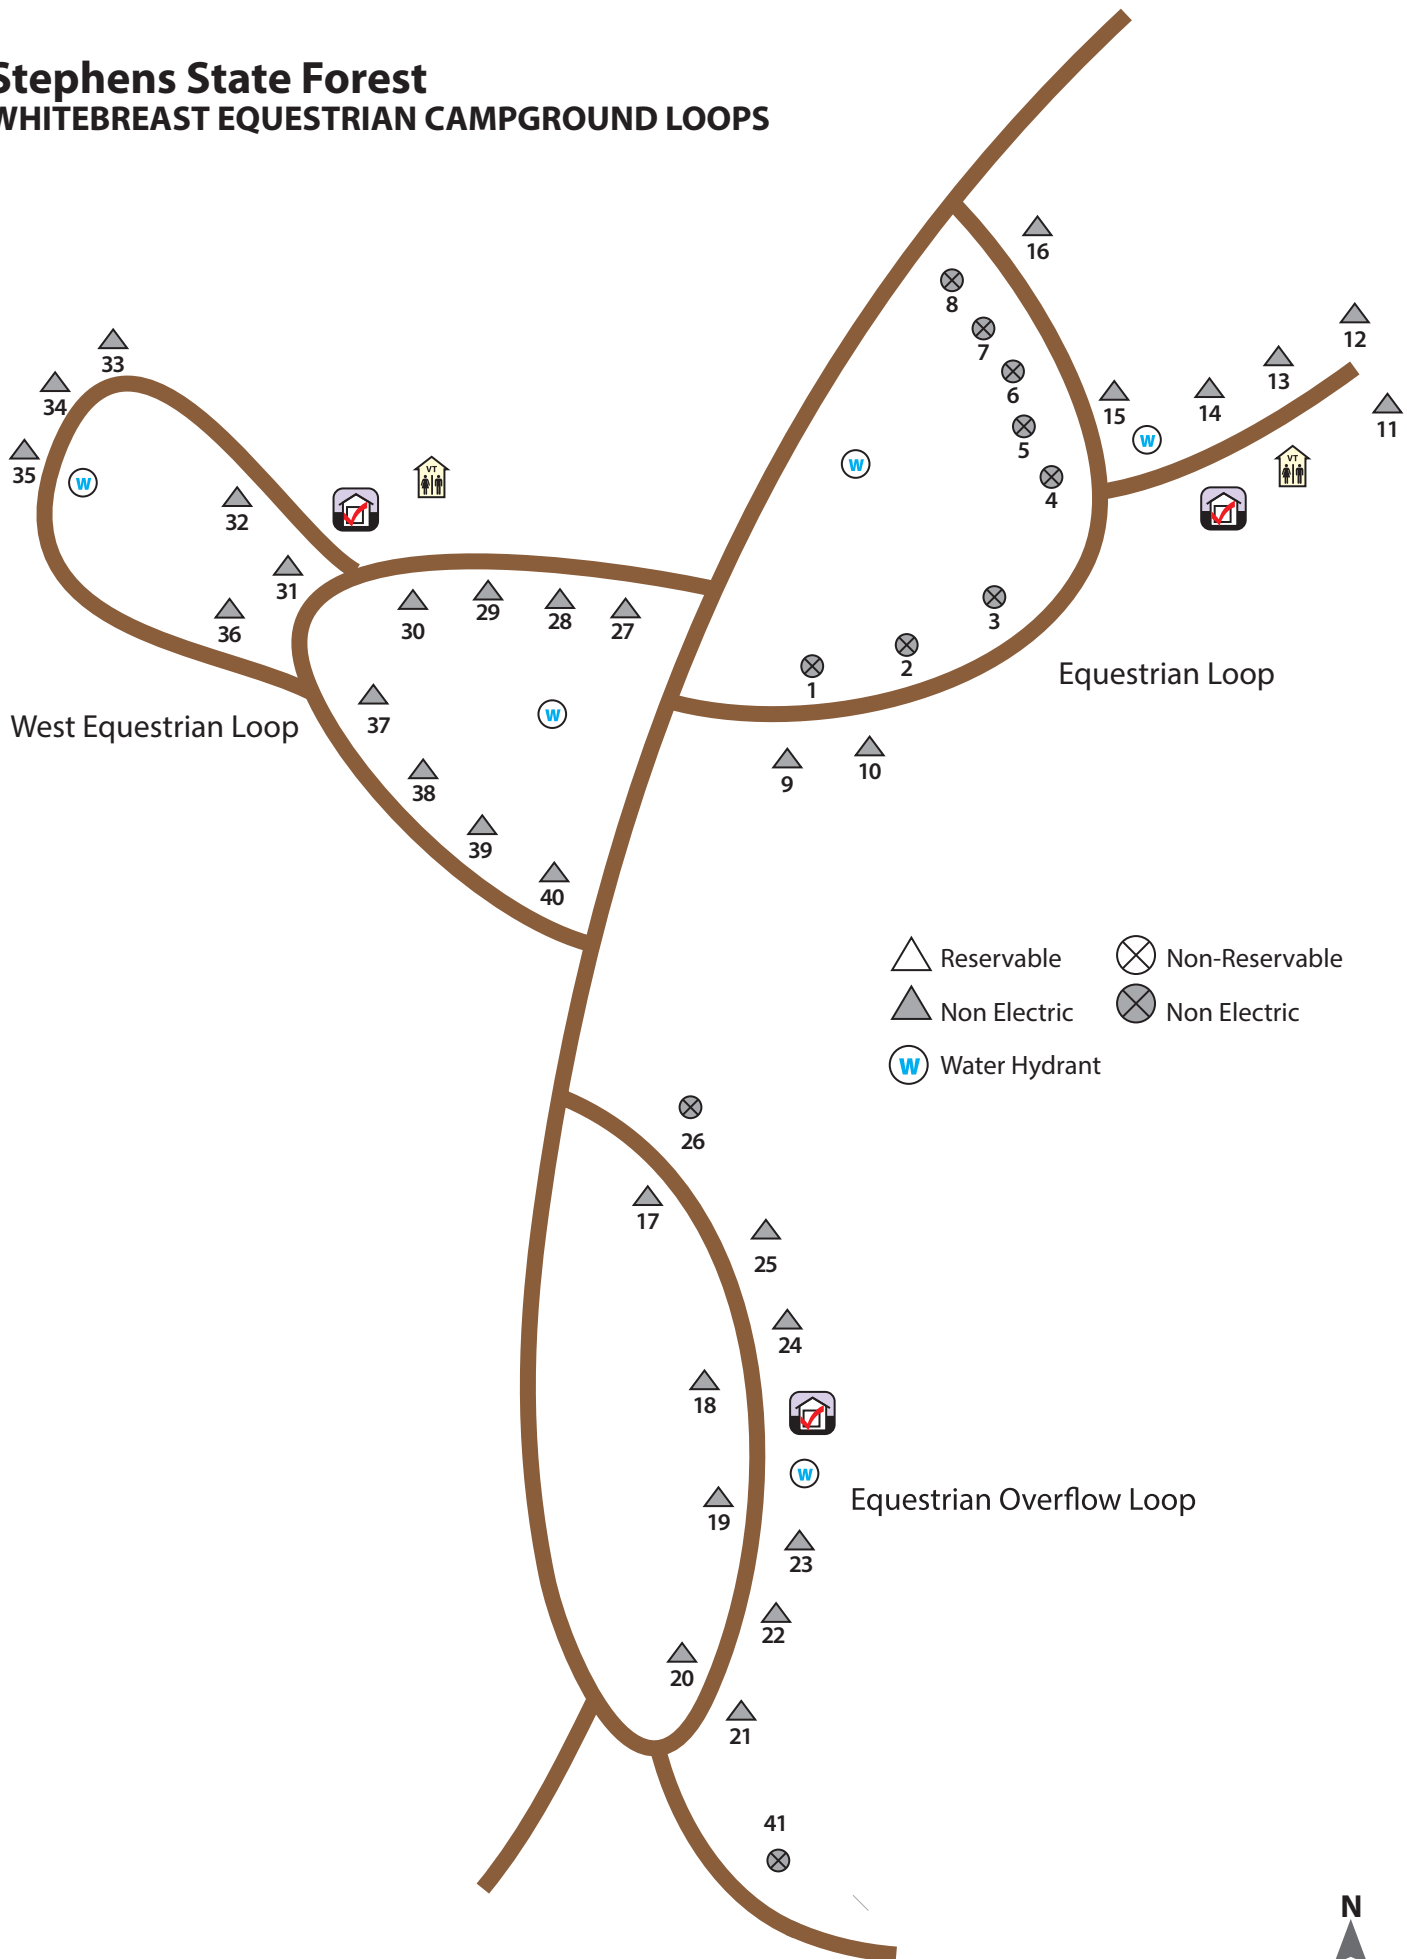 Stephens State Forest
WHITEBREAST EQUESTRIAN CAMPGROUND LOOPS
16
8
7
6
5
4
12
13
11
15
14
W
W
VT
3
2
1
Equestrian Loop
9
10
33
34
35
W
32
VT
31
36
30
29
28
27
West Equestrian Loop
37
W
38
39
40
Reservable
Non-Reservable
Non Electric
Non Electric
W Water Hydrant
26
17
25
24
18
W
Equestrian Overflow Loop
19
23
22
20
21
41
N